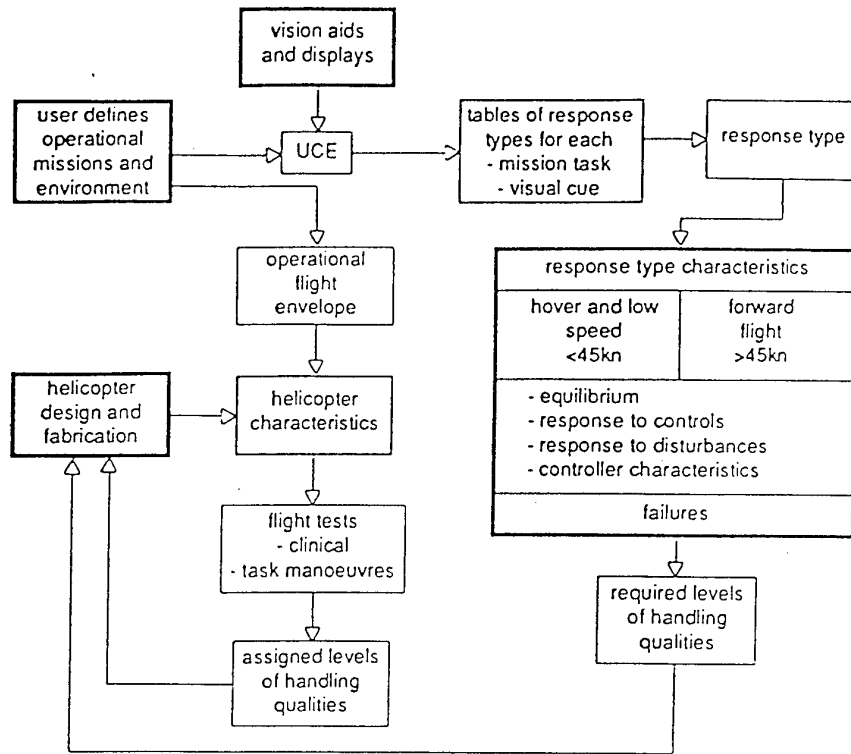 vision aids
and displays
user defines
operational
missions and
environment
UCE
tables of response
types for each
- mission task
- visual cue
response type
operational
flight
envelope
response type characteristics
hover and low
speed
<45kn
forward
flight
>45kn
- equilibrium
- response to controls
- response to disturbances
- controller characteristics
failures
helicopter
design and
fabrication
helicopter
characteristics
flight tests
- clinical
- task manoeuvres
required levels
of handling
qualities
assigned levels
of handling
qualities